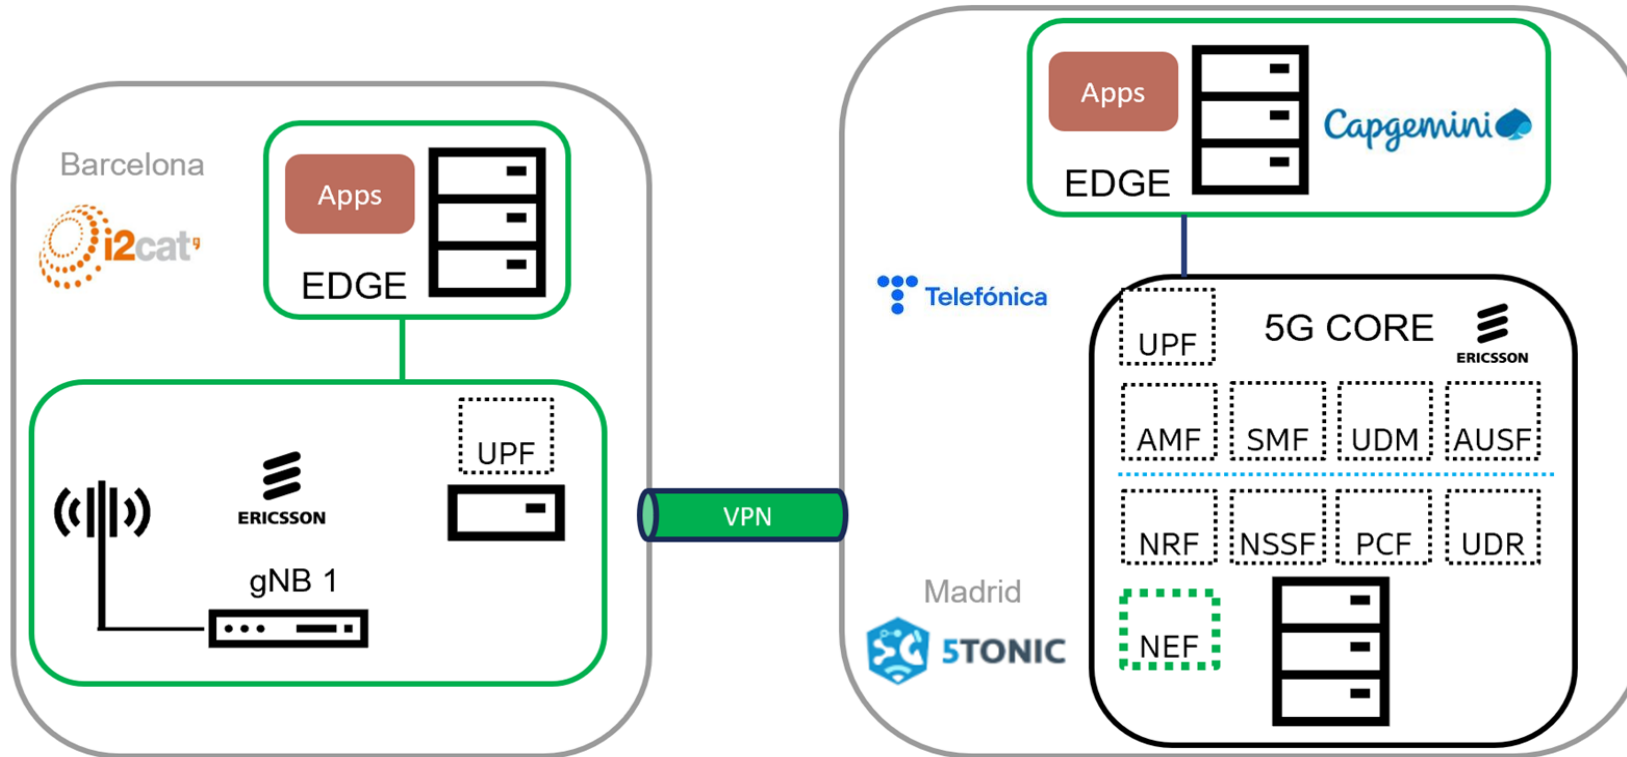 Barcelona
i2cat
Apps
EDGE
ERICSSON
UPF
gNB 1
VPN
Apps
EDGE
Capgemini
Telefónica
UPF
5G CORE
ERICSSON
AMF SMF UDM AUSF
NRF NSSF PCF UDR
NEF
Madrid
5G 5TONIC